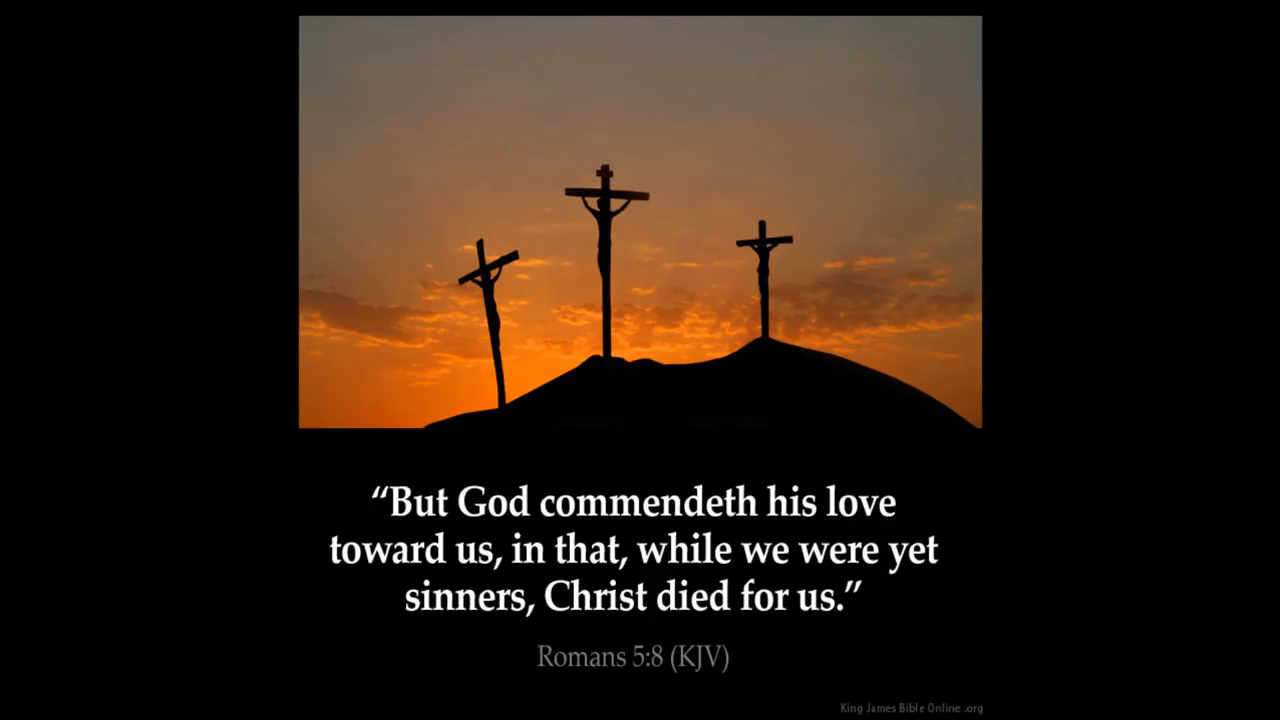 “But God commendeth his love
toward us, in that, while we were yet
sinners, Christ died for us.”
Romans 5:8 (KJV)
King James Bible Online .org